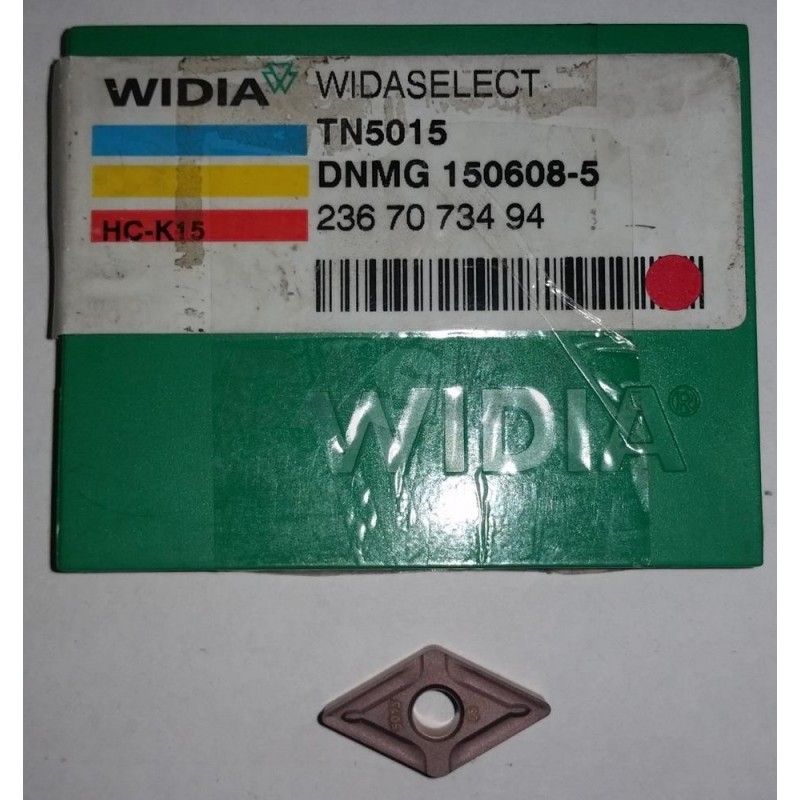 WIDIA
WIDASELECT
TN5015
DNMG 150608-5
HC-K15
236 70 734 94
WIDIA®